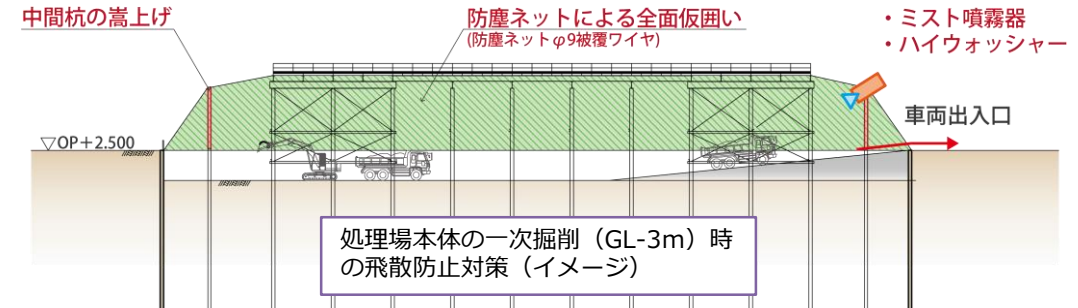 中間杭の嵩上げ
防塵ネットによる全面仮囲い
(防塵ネットφ9被覆ワイヤ)
・ミスト噴霧器
・ハイウォッシャー
車両出入口
▽OP+2.500
処理場本体の一次掘削（GL-3m）時
の飛散防止対策（イメージ）